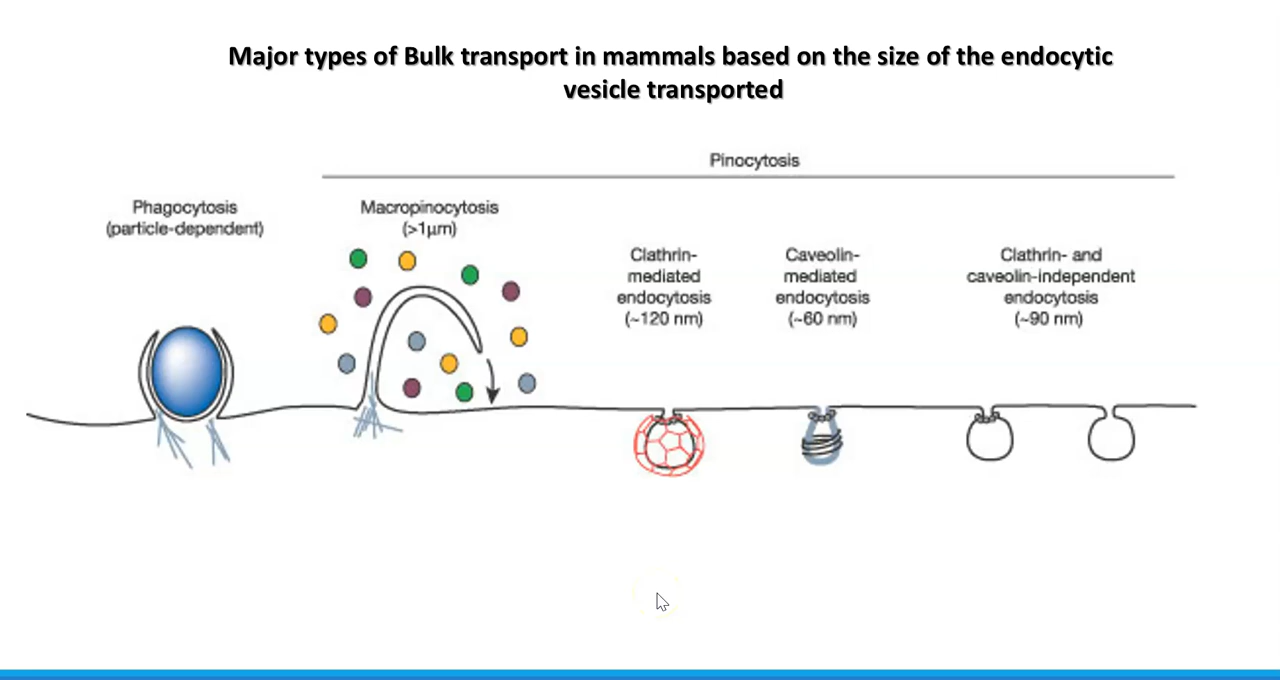 Major types of Bulk transport in mammals based on the size of the endocytic
vesicle transported
Pinocytosis
Phagocytosis
(particle-dependent)
Macropinocytosis
(>1µm)
Clathrin-
mediated
endocytosis
(~120 nm)
Caveolin-
mediated
endocytosis
(~60 nm)
Clathrin- and
caveolin-independent
endocytosis
(~90 nm)